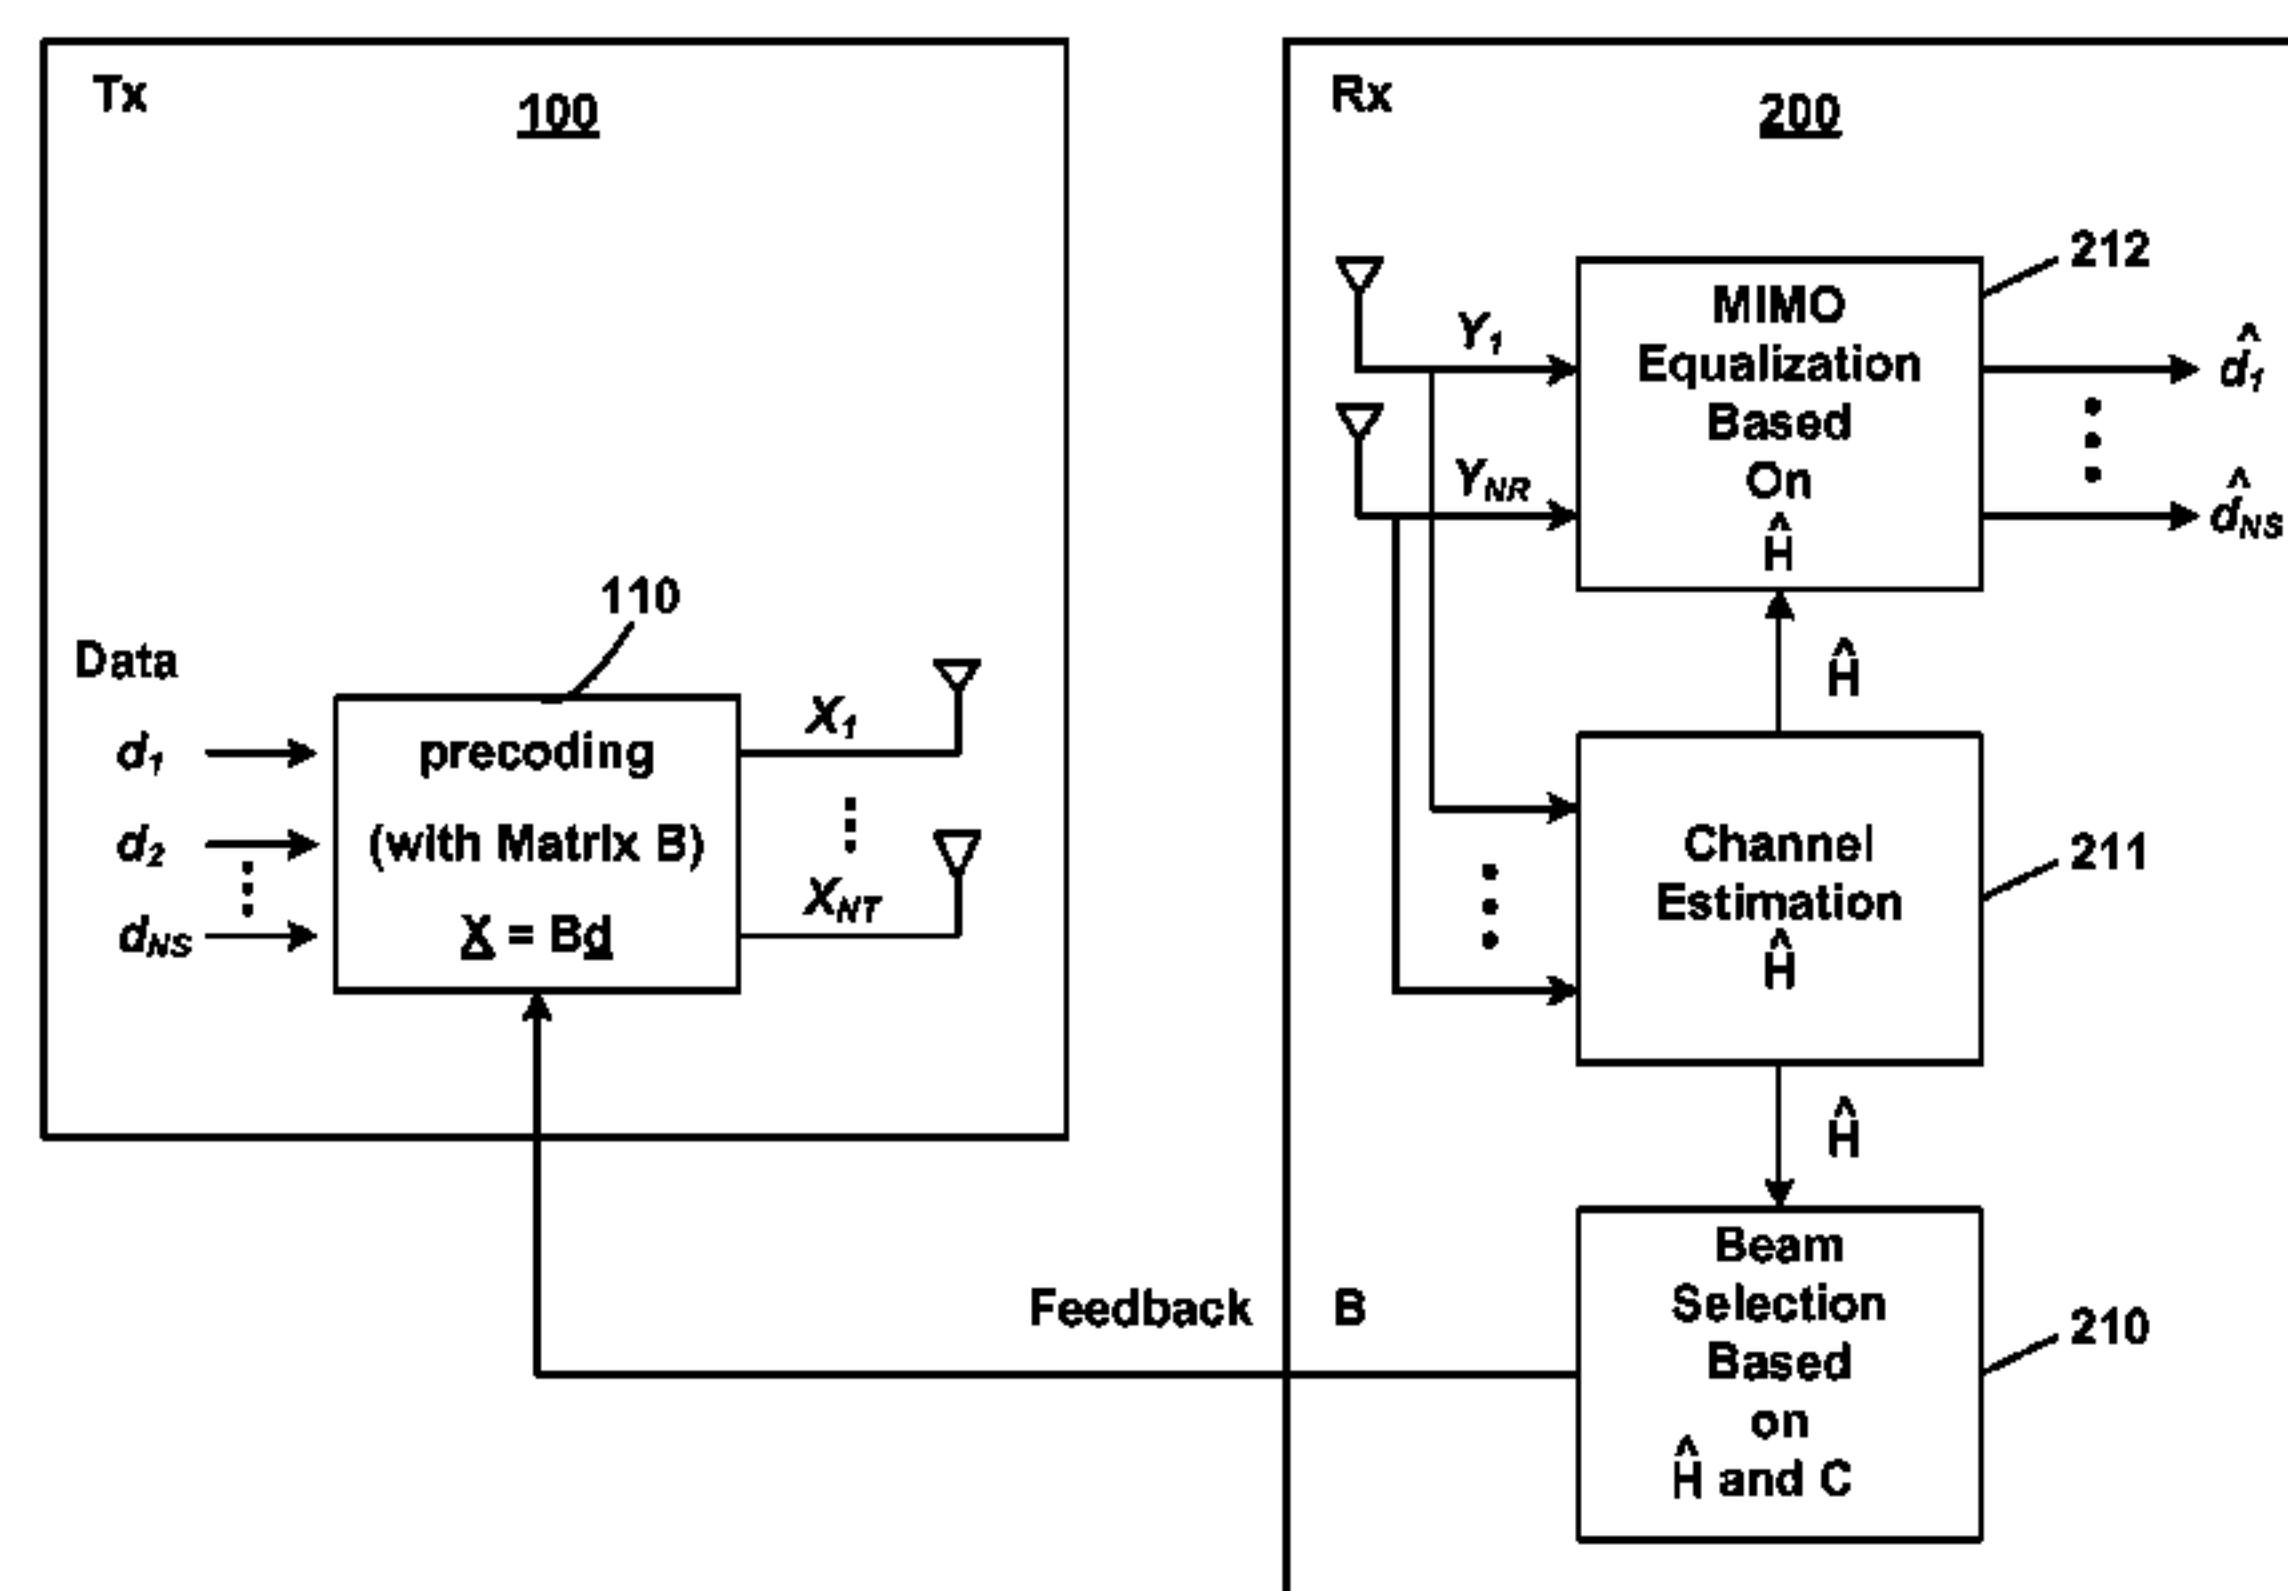 Tx
100
110
Data
d1
d2
dNS
precoding
(with Matrix B)
X = Bd
X1
XNT
Feedback
Rx
200
Y1
YNR
MIMO
Equalization
Based
On
Ĥ
212
d̂1
d̂NS
Ĥ
Channel
Estimation
Ĥ
211
Ĥ
B
Beam
Selection
Based
on
Ĥ and C
210